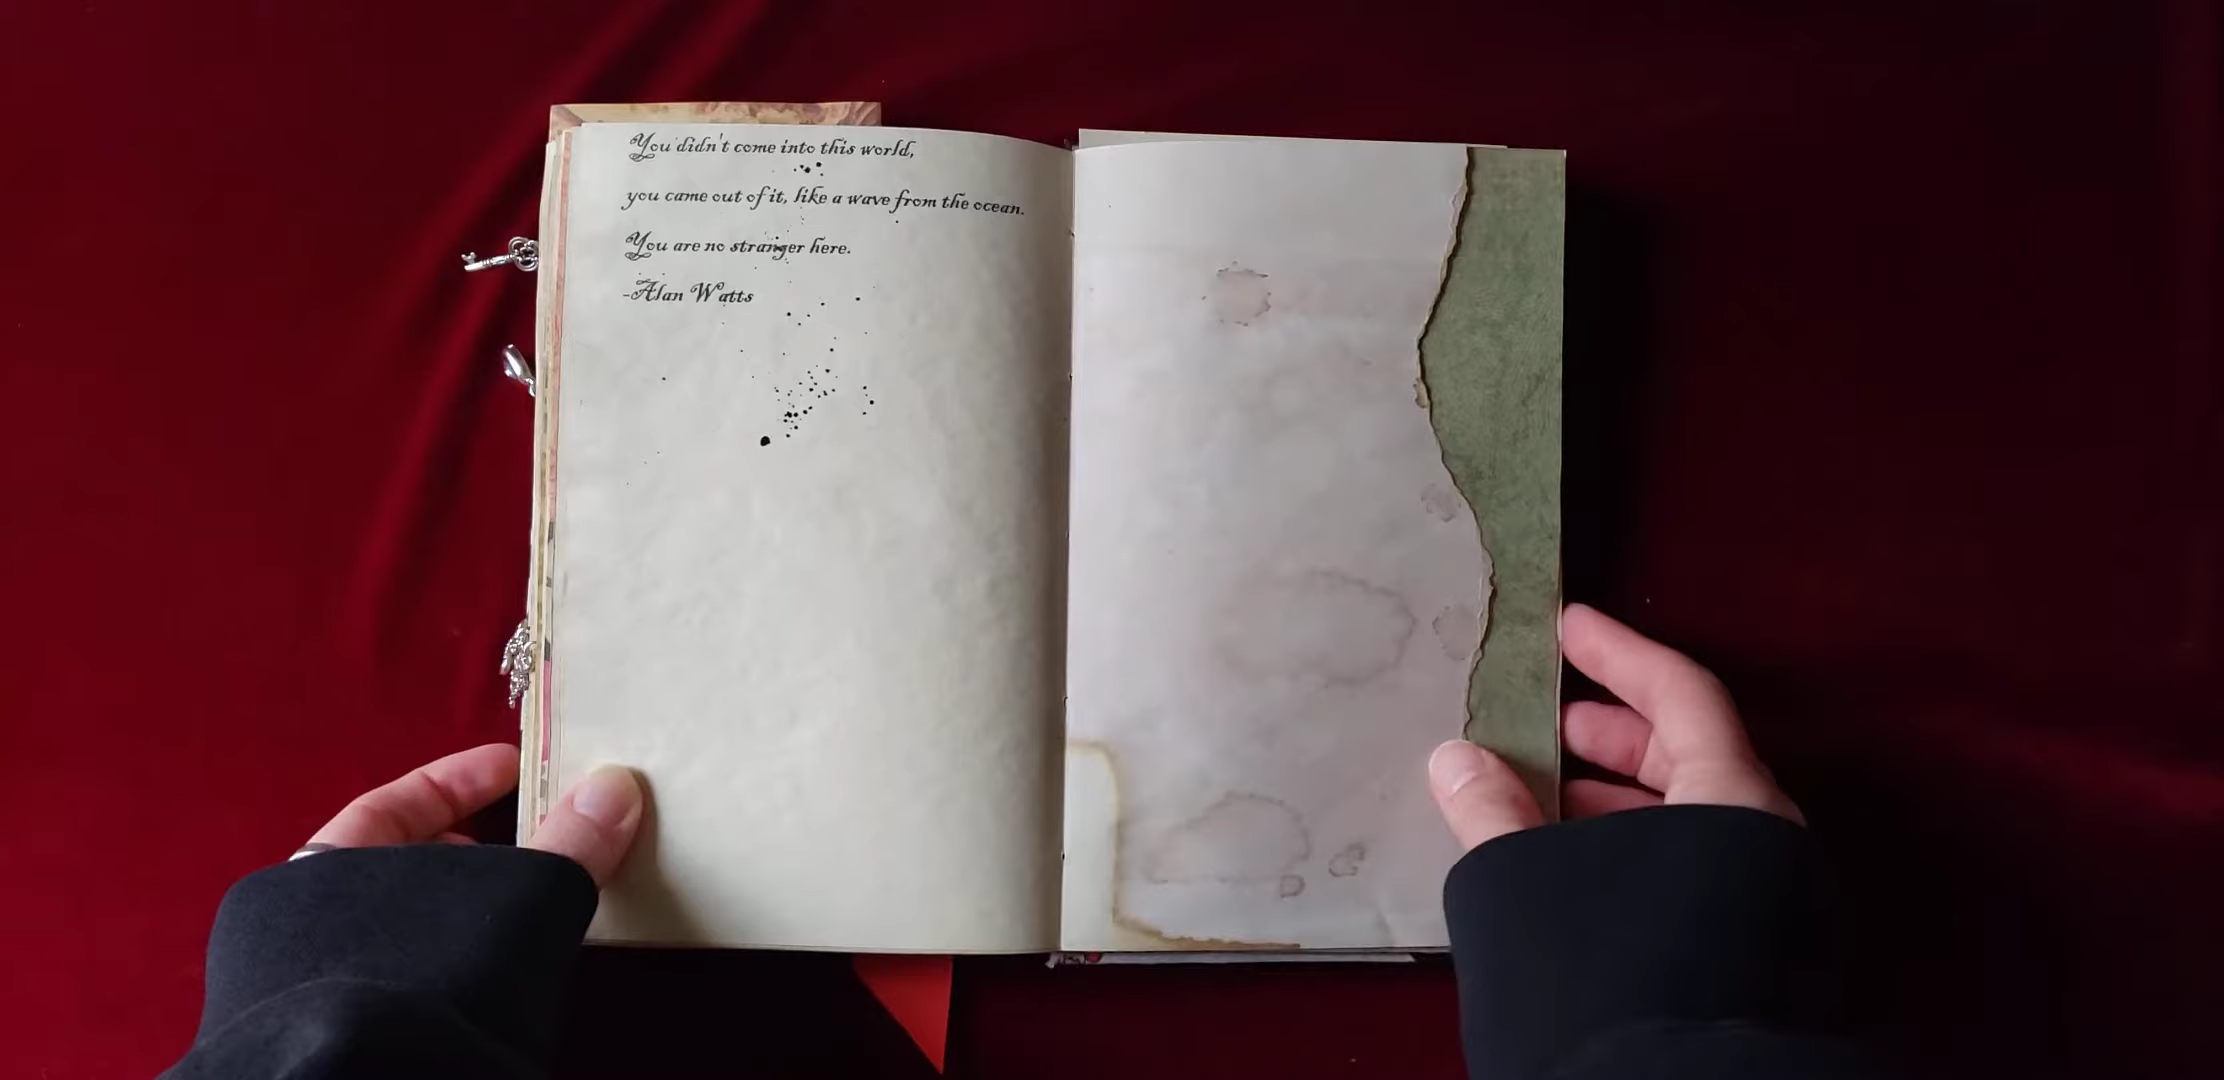 You didn't come into this world,
you came out of it, like a wave from the ocean.
You are no stranger here.
-Alan Watts